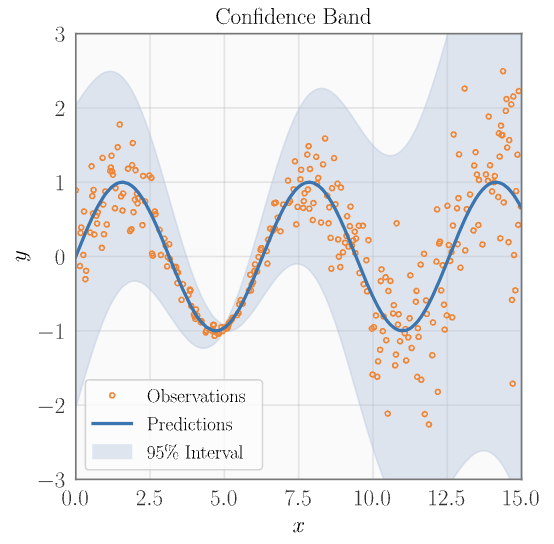 Confidence Band
3
2
1
0
−1
−2
−3
y
Observations
Predictions
95% Interval
0.0 2.5 5.0 7.5 10.0 12.5 15.0
x